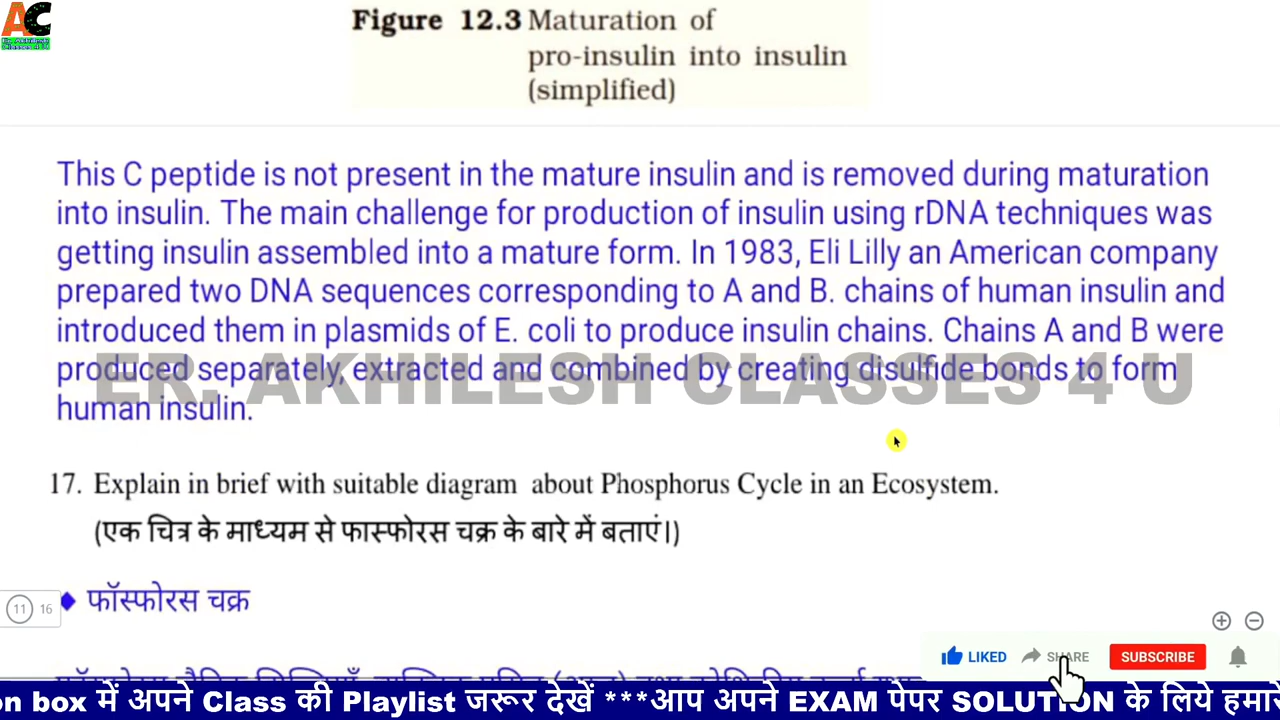 AC
Figure 12.3 Maturation of
pro-insulin into insulin
(simplified)
This C peptide is not present in the mature insulin and is removed during maturation
into insulin. The main challenge for production of insulin using rDNA techniques was
getting insulin assembled into a mature form. In 1983, Eli Lilly an American company
prepared two DNA sequences corresponding to A and B. chains of human insulin and
introduced them in plasmids of E. coli to produce insulin chains. Chains A and B were
produced separately, extracted and combined by creating disulfide bonds to form
human insulin.
ER. AKHILESH CLASSES 4 U
17. Explain in brief with suitable diagram about Phosphorus Cycle in an Ecosystem.
(एक चित्र के माध्यम से फास्फोरस चक्र के बारे में बताएं।)
11 16
◆ फॉस्फोरस चक्र
LIKED SHARE SUBSCRIBE
on box में अपने Class की Playlist जरूर देखें ***आप अपने EXAM पेपर SOLUTION के लिये हमारे